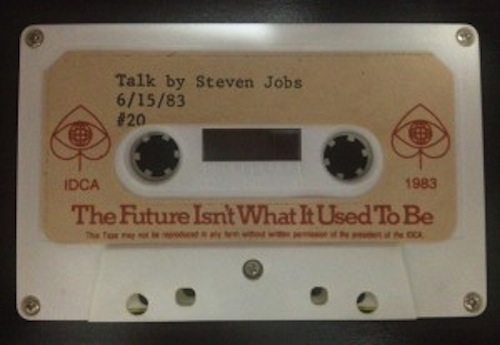 Talk by Steven Jobs
6/15/83
#20
IDCA
1983
The Future Isn't What It Used To Be
This Tape may not be reproduced in any form without written permission of the president of the IDCA.